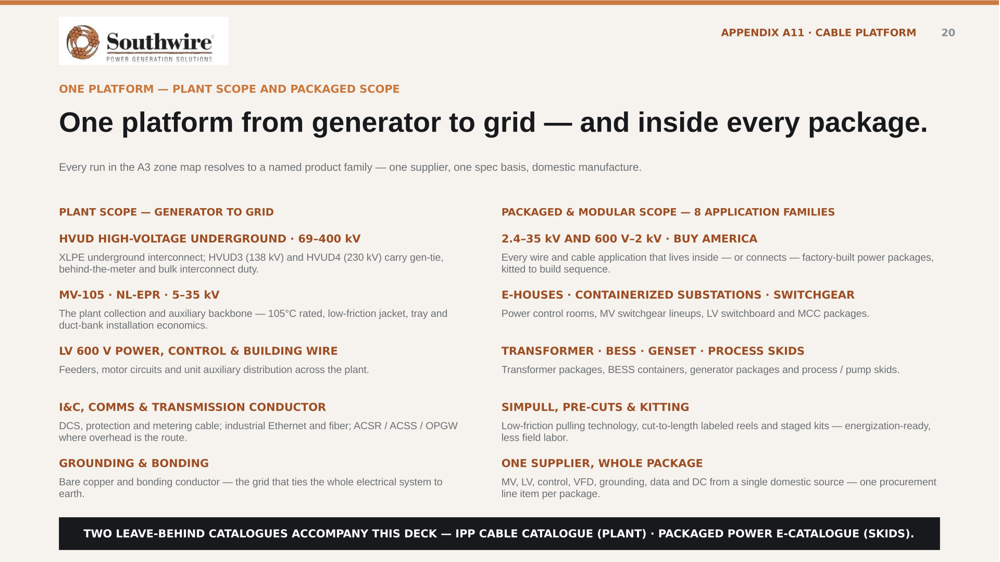 Southwire
POWER GENERATION SOLUTIONS
APPENDIX A11 · CABLE PLATFORM 20
ONE PLATFORM — PLANT SCOPE AND PACKAGED SCOPE
One platform from generator to grid — and inside every package.
Every run in the A3 zone map resolves to a named product family — one supplier, one spec basis, domestic manufacture.
PLANT SCOPE — GENERATOR TO GRID
HVUD HIGH-VOLTAGE UNDERGROUND · 69–400 kV
XLPE underground interconnect; HVUD3 (138 kV) and HVUD4 (230 kV) carry gen-tie,
behind-the-meter and bulk interconnect duty.
MV-105 · NL-EPR · 5–35 kV
The plant collection and auxiliary backbone — 105°C rated, low-friction jacket, tray and
duct-bank installation economics.
LV 600 V POWER, CONTROL & BUILDING WIRE
Feeders, motor circuits and unit auxiliary distribution across the plant.
I&C, COMMS & TRANSMISSION CONDUCTOR
DCS, protection and metering cable; industrial Ethernet and fiber; ACSR / ACSS / OPGW
where overhead is the route.
GROUNDING & BONDING
Bare copper and bonding conductor — the grid that ties the whole electrical system to
earth.
PACKAGED & MODULAR SCOPE — 8 APPLICATION FAMILIES
2.4–35 kV AND 600 V–2 kV · BUY AMERICA
Every wire and cable application that lives inside — or connects — factory-built power packages,
kitted to build sequence.
E-HOUSES · CONTAINERIZED SUBSTATIONS · SWITCHGEAR
Power control rooms, MV switchgear lineups, LV switchboard and MCC packages.
TRANSFORMER · BESS · GENSET · PROCESS SKIDS
Transformer packages, BESS containers, generator packages and process / pump skids.
SIMPULL, PRE-CUTS & KITTING
Low-friction pulling technology, cut-to-length labeled reels and staged kits — energization-ready,
less field labor.
ONE SUPPLIER, WHOLE PACKAGE
MV, LV, control, VFD, grounding, data and DC from a single domestic source — one procurement
line item per package.
TWO LEAVE-BEHIND CATALOGUES ACCOMPANY THIS DECK — IPP CABLE CATALOGUE (PLANT) · PACKAGED POWER E-CATALOGUE (SKIDS).